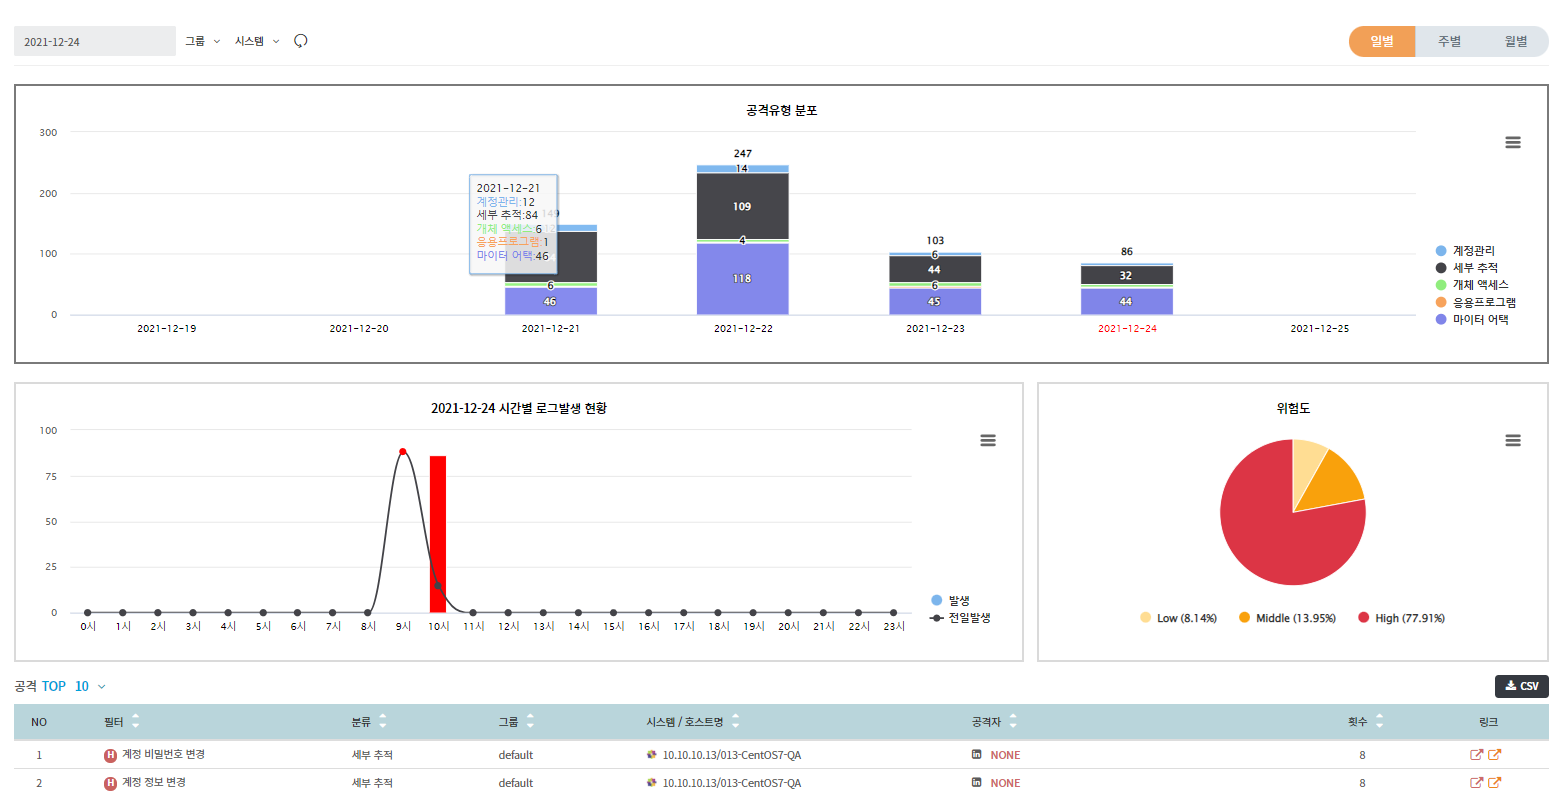 2021-12-24 그룹 시스템 일별 주별 월별
공격유형 분포
300
200
100
0
247
14
109
4
118
149
12
6
46
2021-12-21
계정관리:12
세부 추적:84
개체 액세스:6
응용프로그램:1
마이터 어택:46
103
6
44
6
45
86
32
44
2021-12-19 2021-12-20 2021-12-21 2021-12-22 2021-12-23 2021-12-24 2021-12-25
계정관리
세부 추적
개체 액세스
응용프로그램
마이터 어택
2021-12-24 시간별 로그발생 현황
100
75
50
25
0
0시 1시 2시 3시 4시 5시 6시 7시 8시 9시 10시 11시 12시 13시 14시 15시 16시 17시 18시 19시 20시 21시 22시 23시
발생
전일발생
위험도
Low (8.14%) Middle (13.95%) High (77.91%)
공격 TOP 10 CSV
NO 필터 분류 그룹 시스템 / 호스트명 공격자 횟수 링크
1 H 계정 비밀번호 변경 세부 추적 default 10.10.10.13/013-CentOS7-QA in NONE 8
2 H 계정 정보 변경 세부 추적 default 10.10.10.13/013-CentOS7-QA in NONE 8